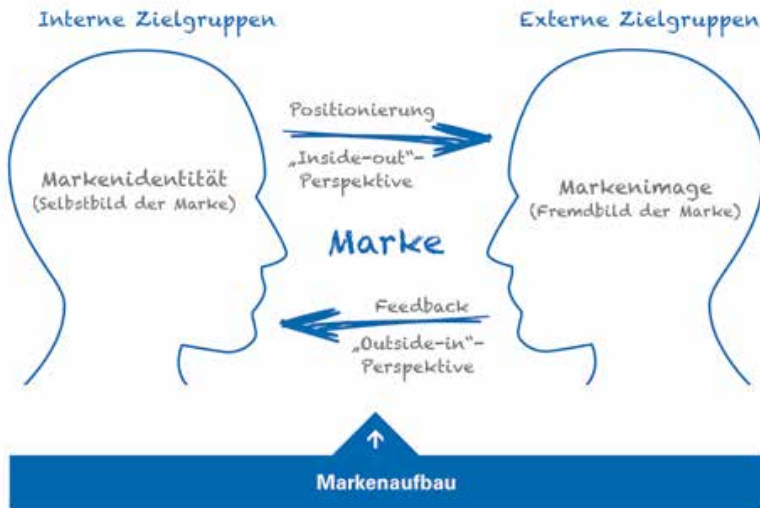 Interne Zielgruppen
Externe Zielgruppen
Positionierung
„Inside-out“-
Perspektive
Markenidentität
(Selbstbild der Marke)
Markenimage
(Fremdbild der Marke)
Marke
Feedback
„Outside-in“-
Perspektive
Markenaufbau